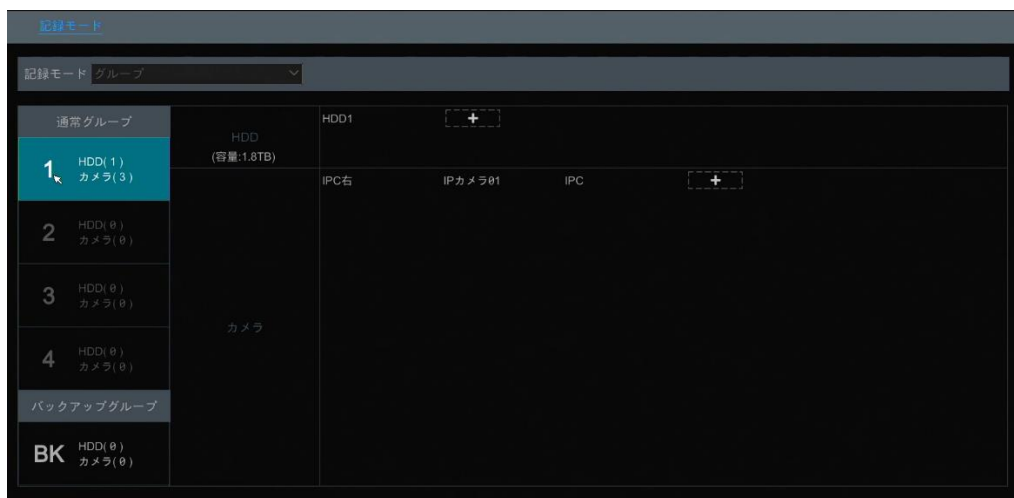 記録モード
記録モード グループ
通常グループ
1 HDD(1)
カメラ(3)
2 HDD(0)
カメラ(0)
3 HDD(0)
カメラ(0)
4 HDD(0)
カメラ(0)
バックアップグループ
BK HDD(0)
カメラ(0)
HDD
(容量:1.8TB)
HDD1 +
カメラ
IPC右 IPカメラ01 IPC +